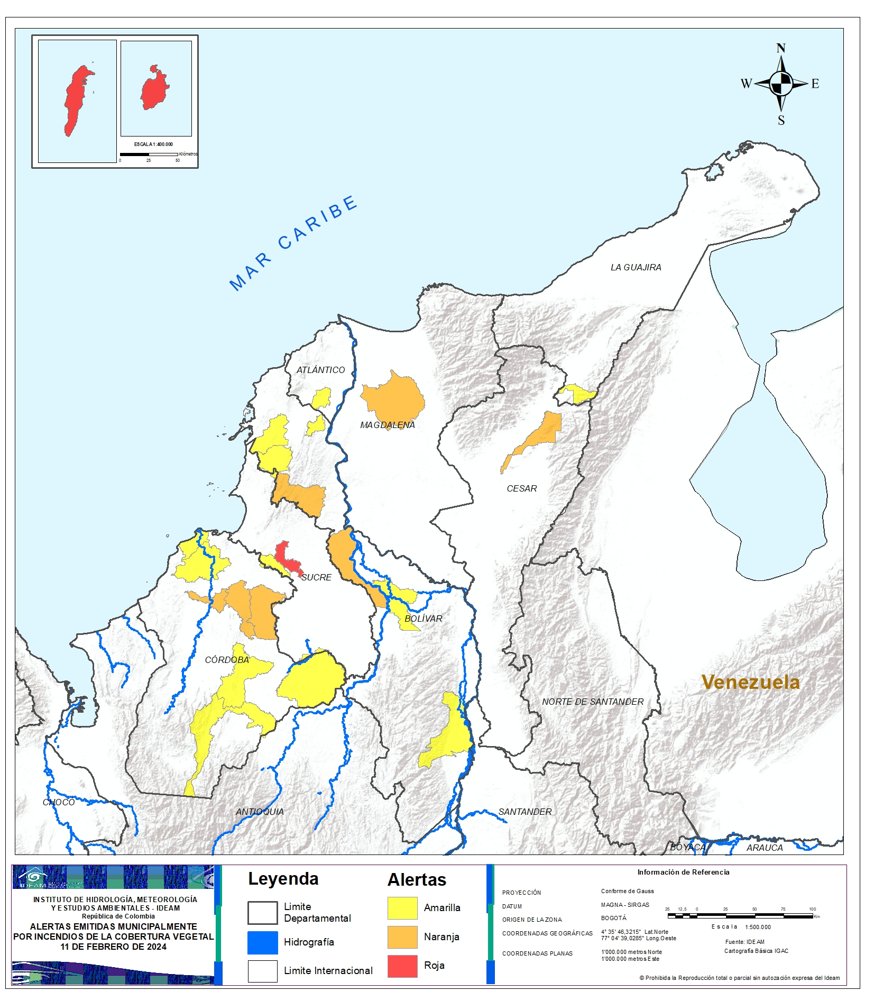 N
W
E
S
ESCALA 1:400.000
Kilómetros
0 25 50
MAR CARIBE
LA GUAJIRA
ATLÁNTICO
MAGDALENA
CESAR
SUCRE
BOLÍVAR
CÓRDOBA
Venezuela
NORTE DE SANTANDER
CHOCÓ
ANTIOQUIA
SANTANDER
BOYACÁ
ARAUCA
IDEAM
INSTITUTO DE HIDROLOGÍA, METEOROLOGÍA
Y ESTUDIOS AMBIENTALES - IDEAM
República de Colombia
ALERTAS EMITIDAS MUNICIPALMENTE
POR INCENDIOS DE LA COBERTURA VEGETAL
11 DE FEBRERO DE 2024
Leyenda
Limite
Departamental
Hidrografía
Limite Internacional
Alertas
Amarilla
Naranja
Roja
Información de Referencia
PROYECCIÓN
Conforme de Gauss
DATUM
MAGNA - SIRGAS
ORIGEN DE LA ZONA
BOGOTÁ
COORDENADAS GEOGRÁFICAS
4° 35' 46,3215" Lat.Norte
77° 04' 39,0285" Long.Oeste
COORDENADAS PLANAS
1'000.000 metros Norte
1'000.000 metros Este
25 12,5 0 25 50 75 100
Km
Escala 1:500.000
Fuente: IDEAM
Cartografía Básica IGAC
© Prohibida la Reproducción total o parcial sin autozación expresa del Ideam